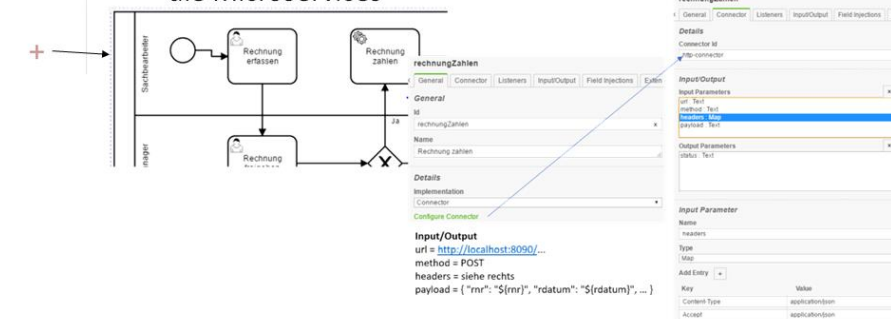 Sachbearbeiter
Rechnung
erfassen
Rechnung
zahlen
Ja
Rechnung
X
rechnungZahlen
General Connector Listeners Input/Output Field Injections Exten
General
Id
rechnungZahlen
x
Name
Rechnung zahlen
Details
Implementation
Connector
Configure Connector
Input/Output
url = http://localhost:8090/...
method = POST
headers = siehe rechts
payload = { "rnr": "${rnr}", "rdatum": "${rdatum}", ... }
General Connector Listeners Input/Output Field Injections
Details
Connector Id
http-connector
Input/Output
Input Parameters
url : Text
method : Text
headers : Map
payload : Text
Output Parameters
status : Text
Input Parameter
Name
headers
Type
Map
Add Entry +
Key Value
Content-Type application/json
Accept application/json